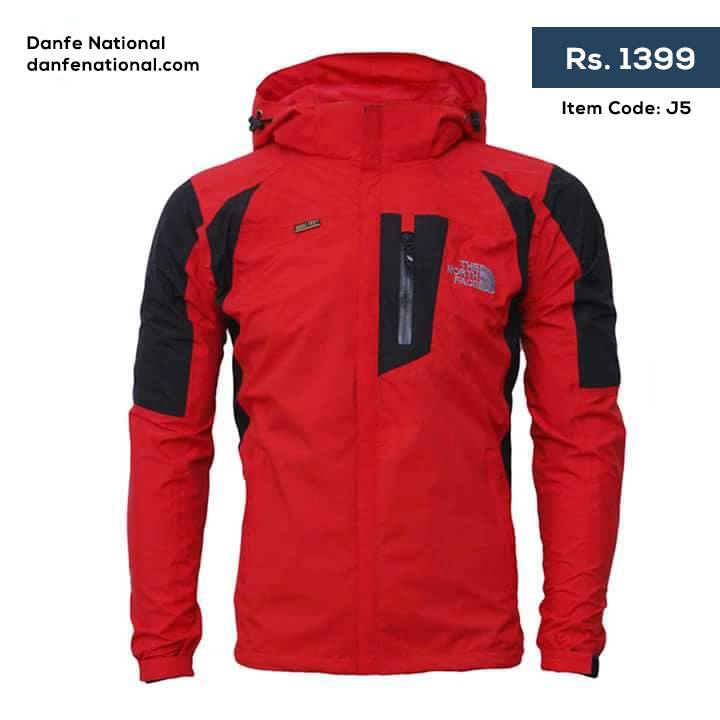 Danfe National
danfenational.com
Rs. 1399
Item Code: J5
THE
NORTH
FACE